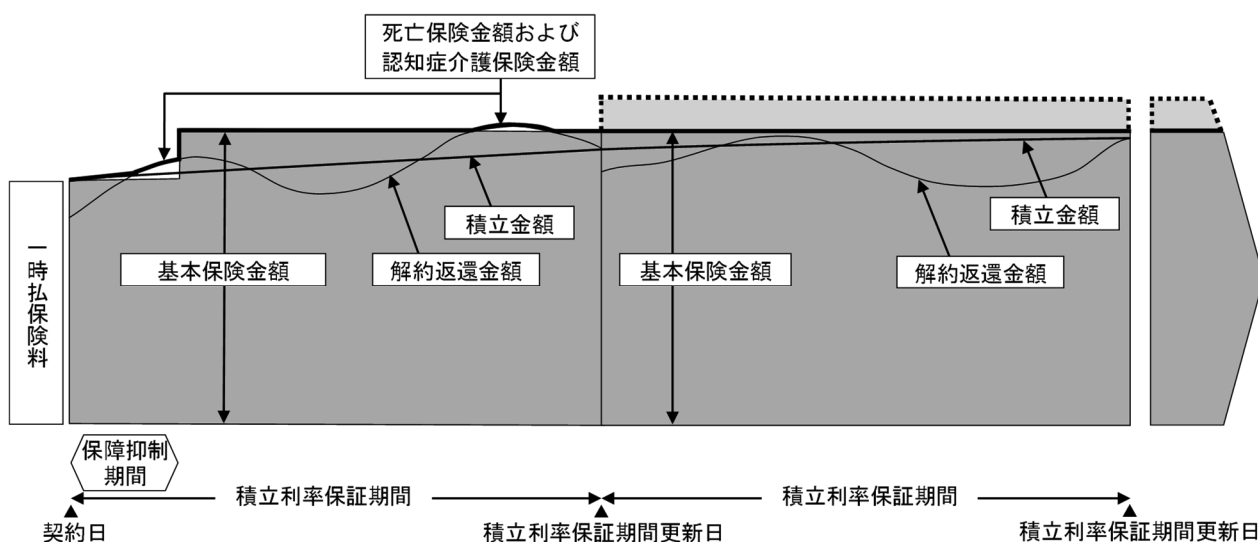 死亡保険金額および
認知症介護保険金額
積立金額
積立金額
基本保険金額
解約返還金額
基本保険金額
解約返還金額
一時払保険料
保障抑制
期間
積立利率保証期間
積立利率保証期間
契約日
積立利率保証期間更新日
積立利率保証期間更新日